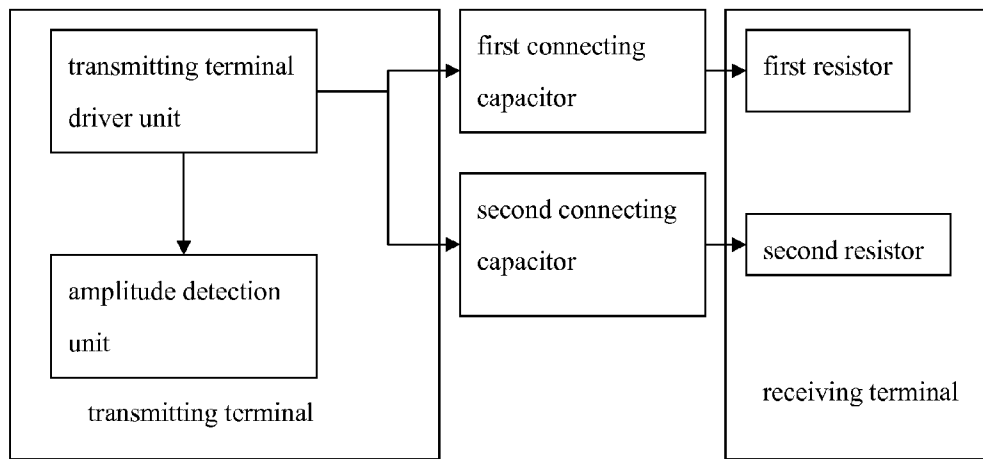 transmitting terminal
driver unit
amplitude detection
unit
transmitting terminal
first connecting
capacitor
second connecting
capacitor
first resistor
second resistor
receiving terminal